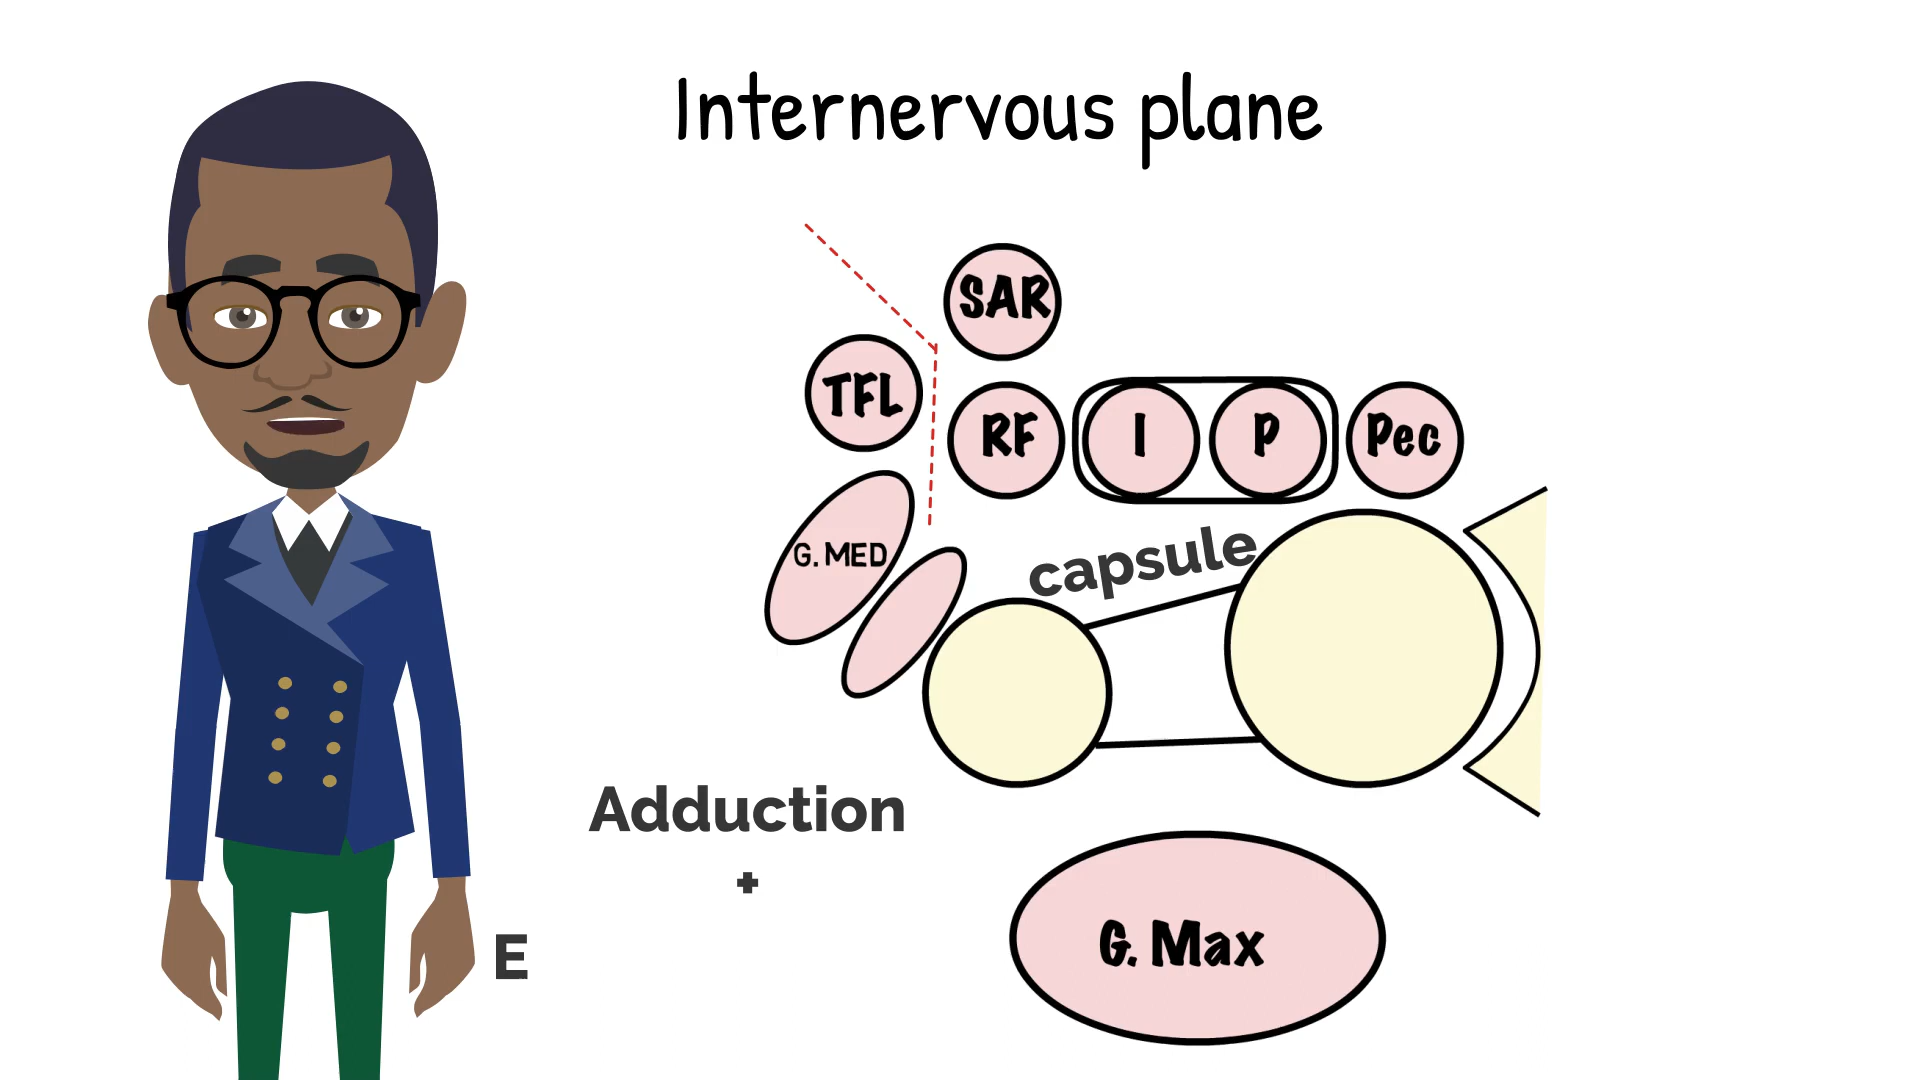 Internervous plane
SAR
TFL
RF
I
P
Pec
G. MED
capsule
Adduction
+
E
G. Max